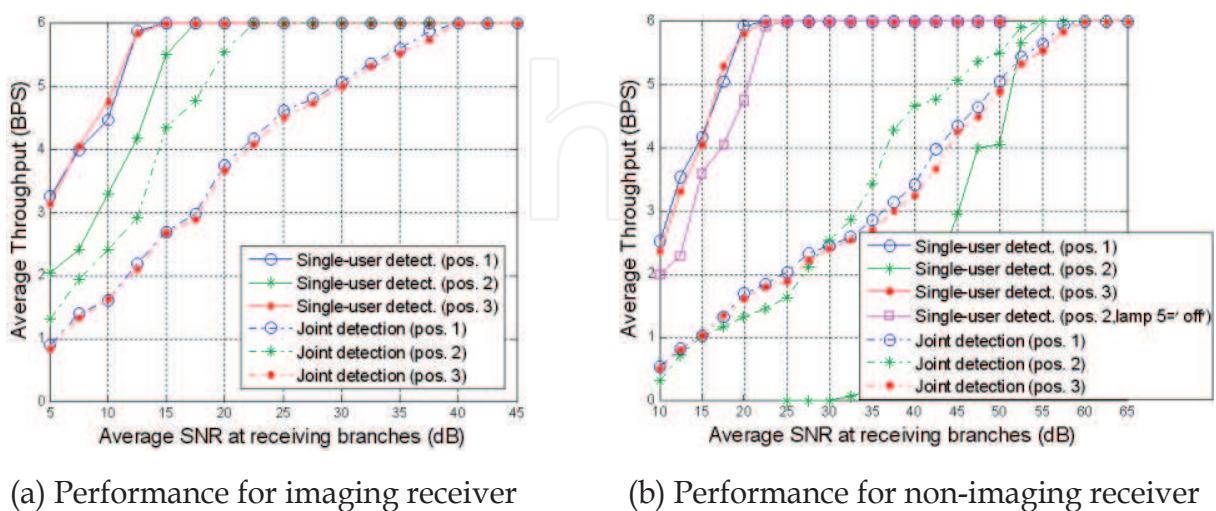 Average Throughput (BPS)
6
5
4
3
2
1
0
Single-user detect. (pos. 1)
Single-user detect. (pos. 2)
Single-user detect. (pos. 3)
Joint detection (pos. 1)
Joint detection (pos. 2)
Joint detection (pos. 3)
5 10 15 20 25 30 35 40 45
Average SNR at receiving branches (dB)
(a) Performance for imaging receiver
Average Throughput (BPS)
6
5
4
3
2
1
0
Single-user detect. (pos. 1)
Single-user detect. (pos. 2)
Single-user detect. (pos. 3)
Single-user detect. (pos. 2,lamp 5=' off')
Joint detection (pos. 1)
Joint detection (pos. 2)
Joint detection (pos. 3)
10 15 20 25 30 35 40 45 50 55 60 65
Average SNR at receiving branches (dB)
(b) Performance for non-imaging receiver